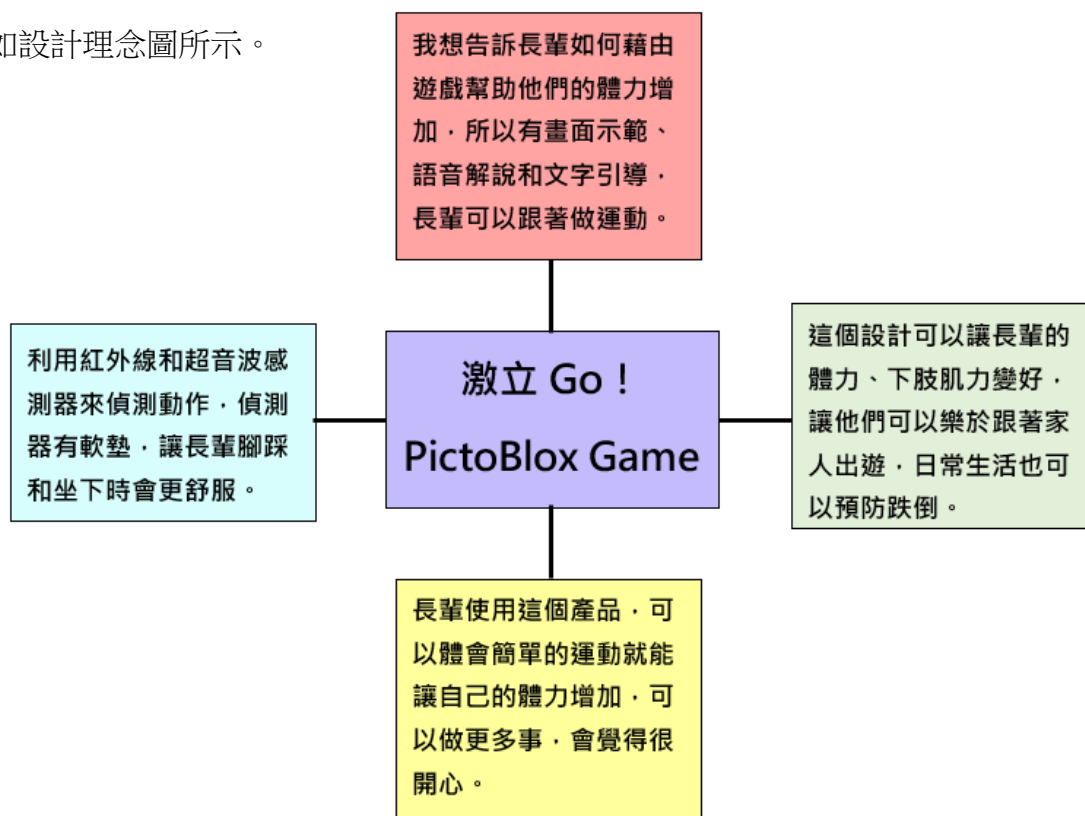 如設計理念圖所示。
我想告訴長輩如何藉由
遊戲幫助他們的體力增
加，所以有畫面示範、
語音解說和文字引導，
長輩可以跟著做運動。
利用紅外線和超音波感
測器來偵測動作，偵測
器有軟墊，讓長輩腳踩
和坐下時會更舒服。
激立 Go！
PictoBlox Game
這個設計可以讓長輩的
體力、下肢肌力變好，
讓他們可以樂於跟著家
人出遊，日常生活也可
以預防跌倒。
長輩使用這個產品，可
以體會簡單的運動就能
讓自己的體力增加，可
以做更多事，會覺得很
開心。